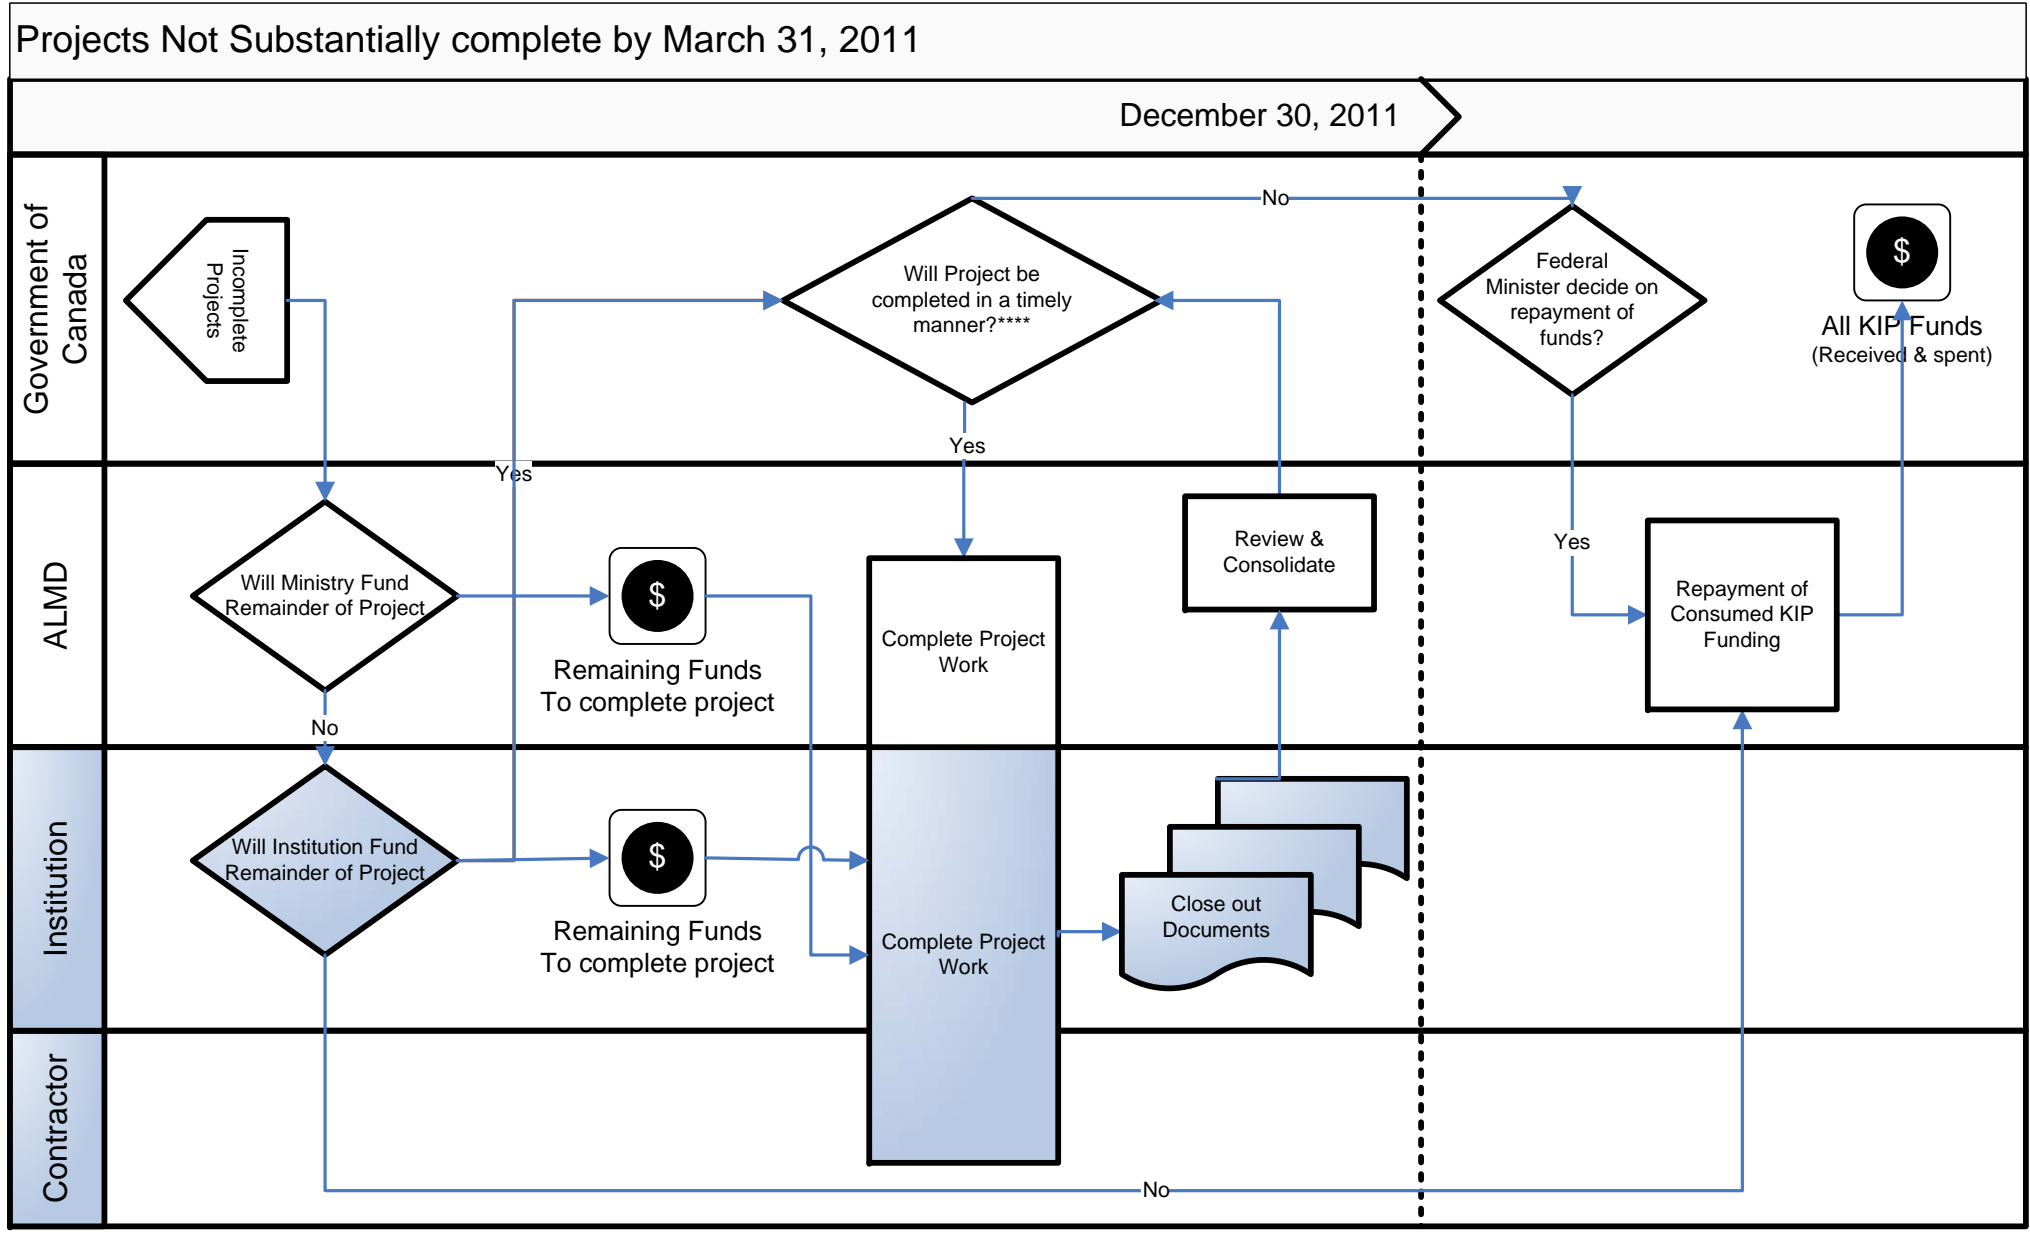 Projects Not Substantially complete by March 31, 2011
December 30, 2011
Government of
Canada
Incomplete
Projects
Will Project be
completed in a timely
manner?****
No
Federal
Minister decide on
repayment of
funds?
$
All KIP Funds
(Received & spent)
Yes
Yes
ALMD
Will Ministry Fund
Remainder of Project
$
Remaining Funds
To complete project
Complete Project
Work
Review &
Consolidate
Yes
Repayment of
Consumed KIP
Funding
No
Institution
Will Institution Fund
Remainder of Project
$
Remaining Funds
To complete project
Complete Project
Work
Close out
Documents
Contractor
No